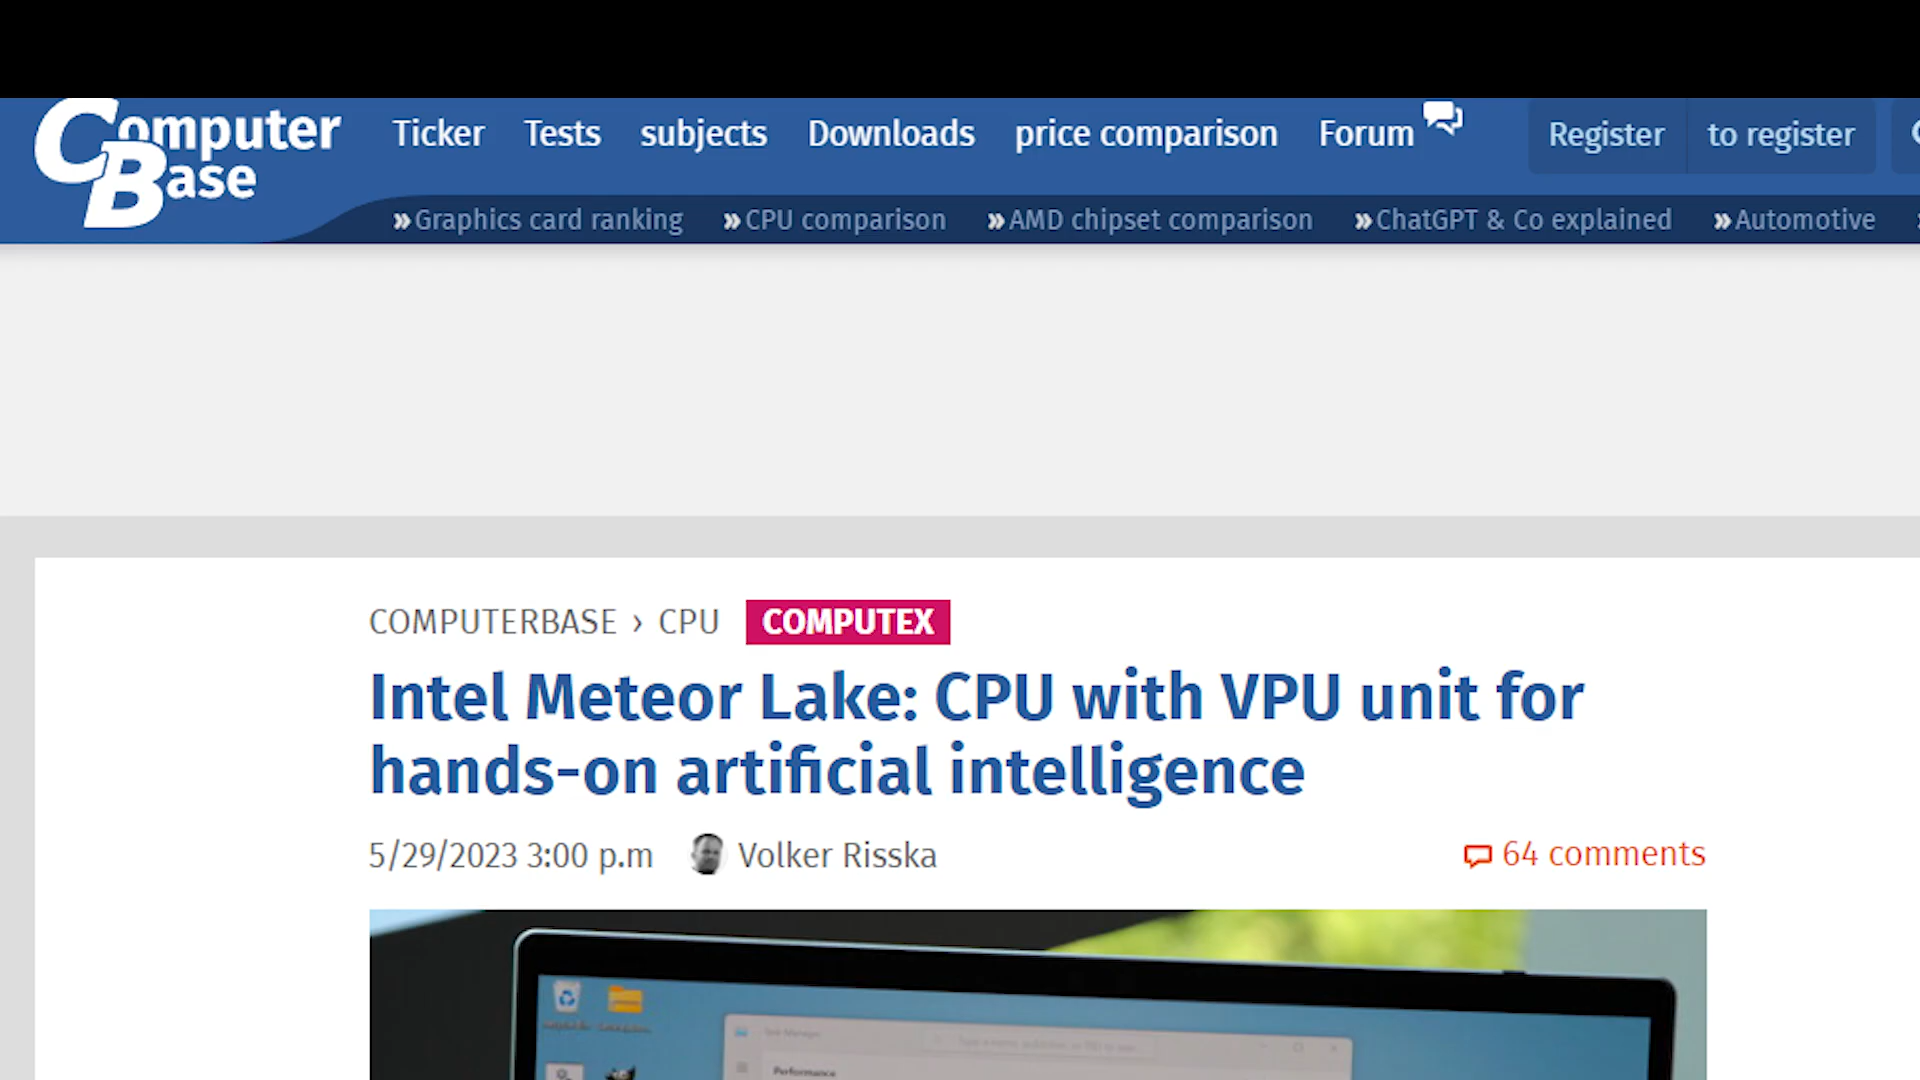 Computer
Base
Ticker Tests subjects Downloads price comparison Forum Register to register
»Graphics card ranking »CPU comparison »AMD chipset comparison »ChatGPT & Co explained »Automotive
COMPUTERBASE › CPU COMPUTEX
Intel Meteor Lake: CPU with VPU unit for
hands-on artificial intelligence
5/29/2023 3:00 p.m Volker Risska 64 comments
Task Manager
Performance